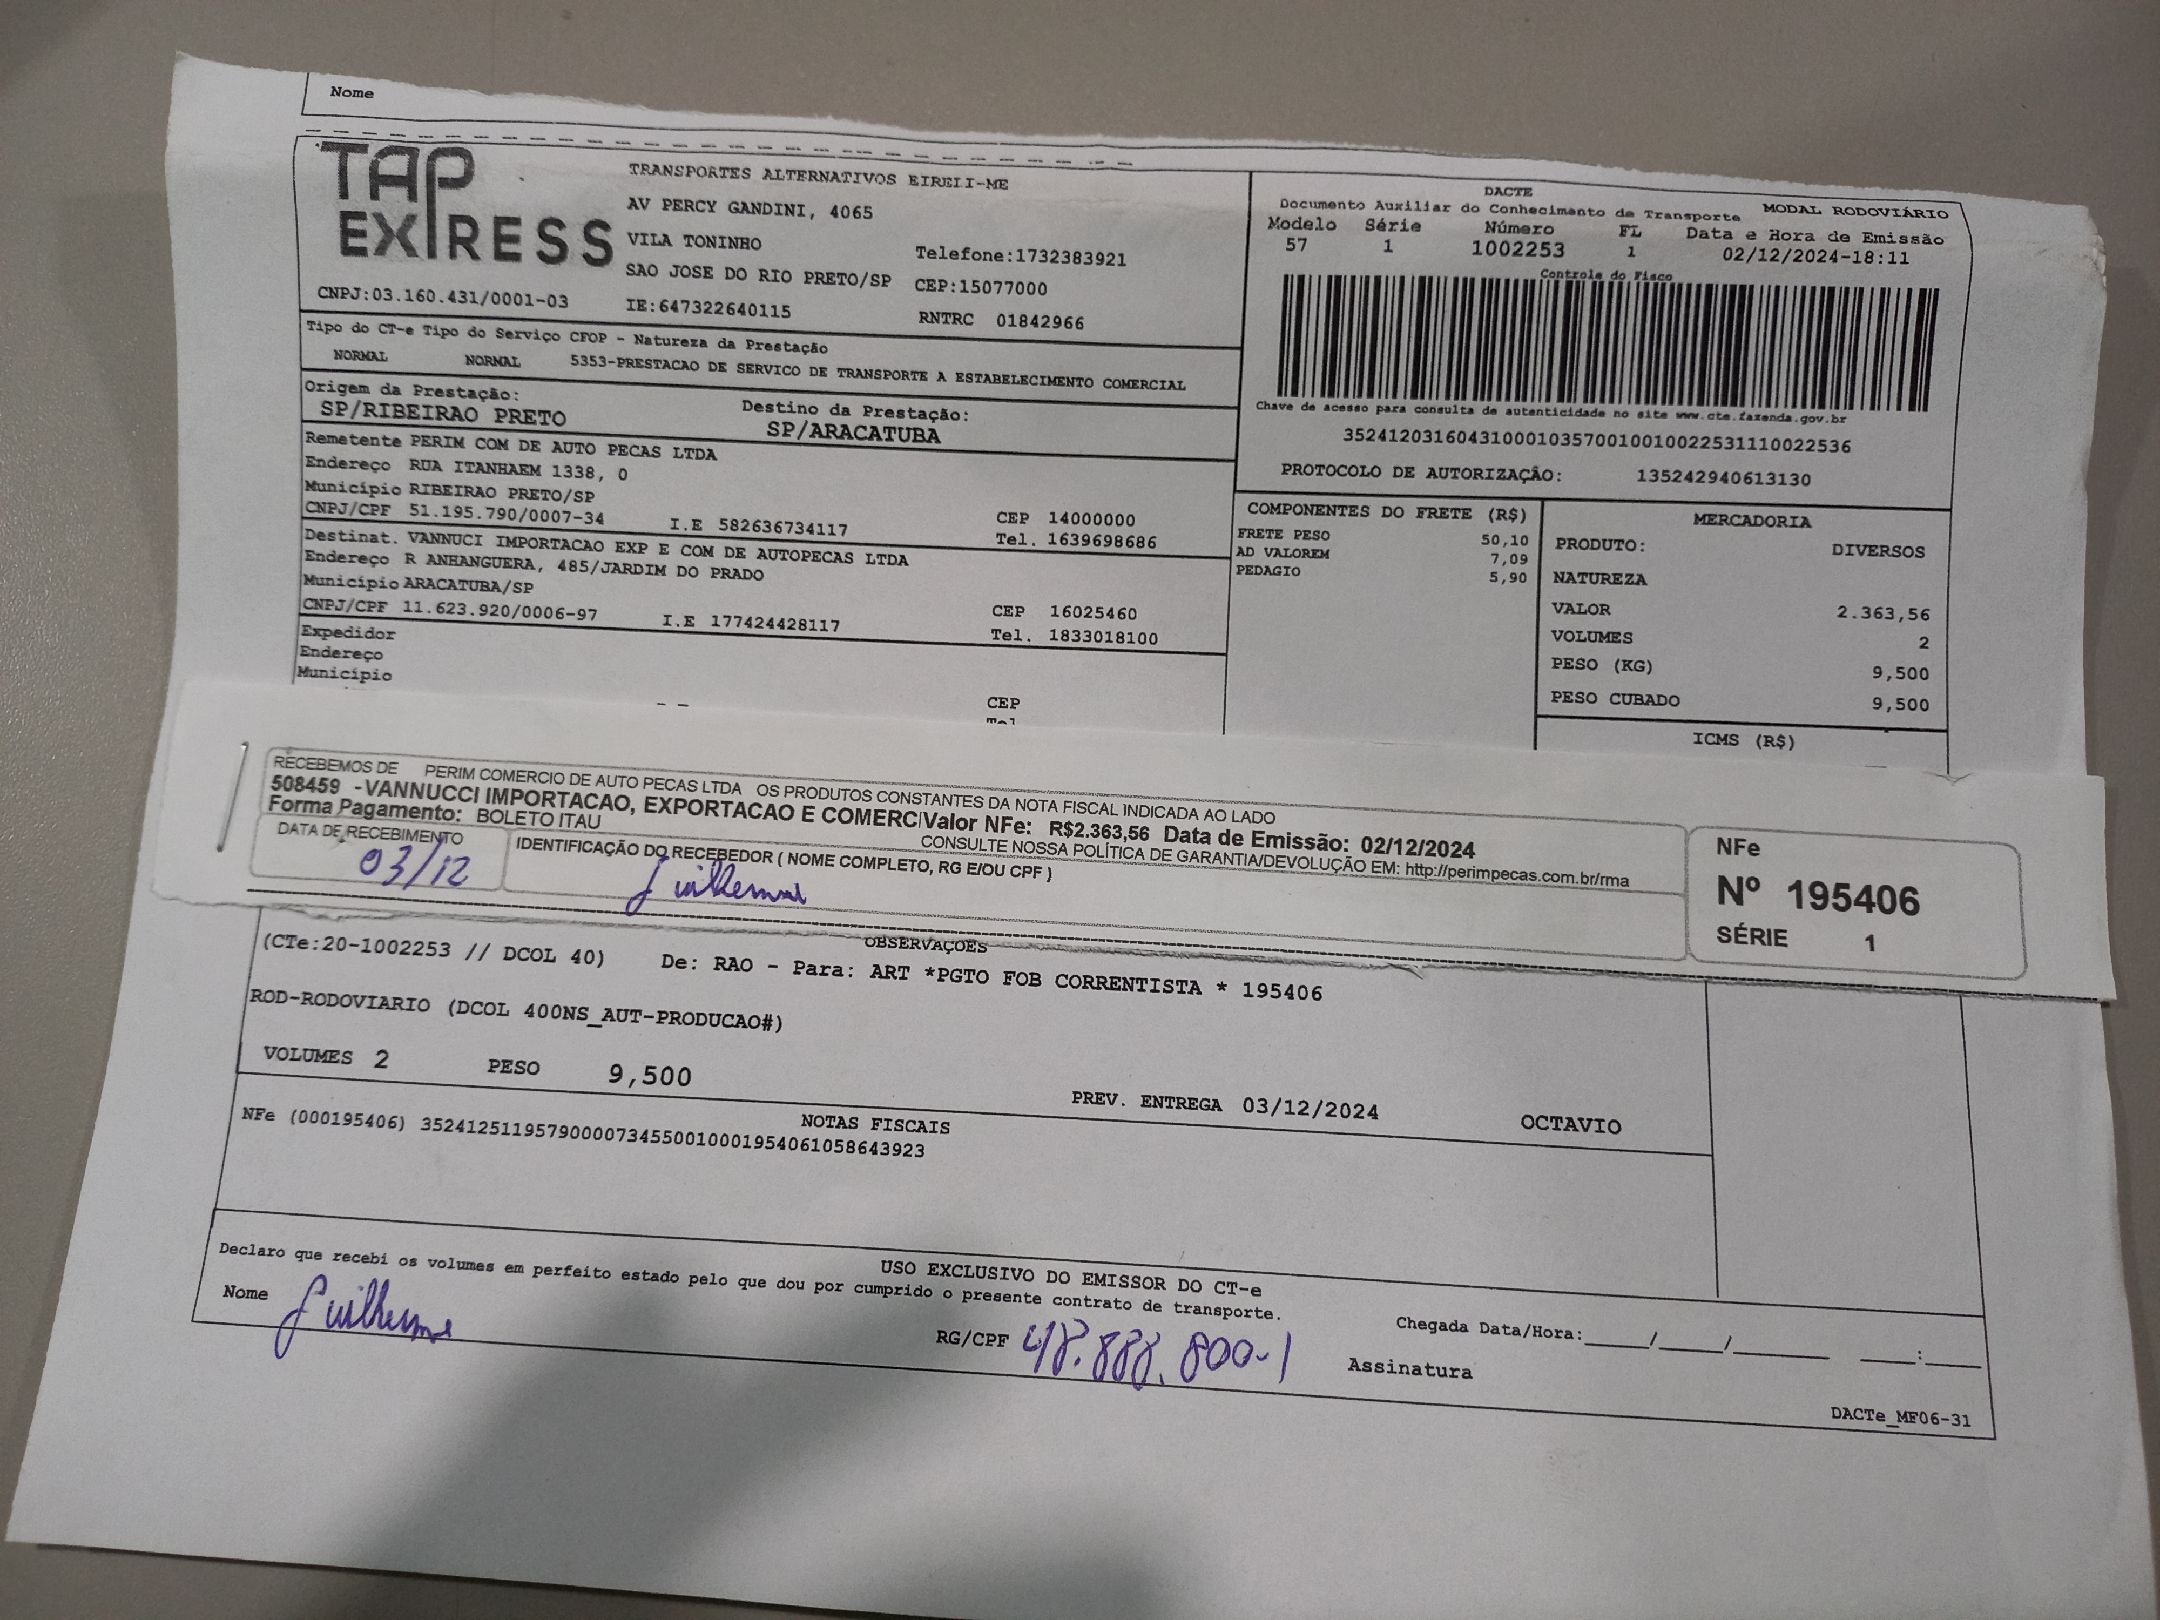 Nome
TAP EXPRESS
TRANSPORTES ALTERNATIVOS EIRELI-ME
AV PERCY GANDINI, 4065
VILA TONINHO Telefone:1732383921
SAO JOSE DO RIO PRETO/SP CEP:15077000
CNPJ:03.160.431/0001-03 IE:647322640115 RNTRC 01842966
DACTE MODAL RODOVIÁRIO
Documento Auxiliar do Conhecimento de Transporte
Modelo Série Número FL Data e Hora de Emissão
57 1 1002253 1 02/12/2024-18:11
Controle do Fisco
Chave de acesso para consulta de autenticidade no site www.cte.fazenda.gov.br
35241203160431000103570010010022531110022536
PROTOCOLO DE AUTORIZAÇÃO: 135242940613130
Tipo do CT-e Tipo do Serviço CFOP - Natureza da Prestação
NORMAL NORMAL 5353-PRESTACAO DE SERVICO DE TRANSPORTE A ESTABELECIMENTO COMERCIAL
Origem da Prestação: Destino da Prestação:
SP/RIBEIRAO PRETO SP/ARACATUBA
Remetente PERIM COM DE AUTO PECAS LTDA
Endereço RUA ITANHAEM 1338, 0
Município RIBEIRAO PRETO/SP CEP 14000000
CNPJ/CPF 51.195.790/0007-34 I.E 582636734117 Tel. 1639698686
Destinat. VANNUCI IMPORTACAO EXP E COM DE AUTOPECAS LTDA
Endereço R ANHANGUERA, 485/JARDIM DO PRADO
Município ARACATUBA/SP CEP 16025460
CNPJ/CPF 11.623.920/0006-97 I.E 177424428117 Tel. 1833018100
Expedidor
Endereço
Município CEP
Tel
COMPONENTES DO FRETE (R$)
FRETE PESO 50,10
AD VALOREM 7,09
PEDAGIO 5,90
MERCADORIA
PRODUTO: DIVERSOS
NATUREZA
VALOR 2.363,56
VOLUMES 2
PESO (KG) 9,500
PESO CUBADO 9,500
ICMS (R$)
RECEBEMOS DE PERIM COMERCIO DE AUTO PECAS LTDA OS PRODUTOS CONSTANTES DA NOTA FISCAL INDICADA AO LADO
508459 -VANNUCCI IMPORTACAO, EXPORTACAO E COMERC Valor NFe: R$2.363,56 Data de Emissão: 02/12/2024
Forma Pagamento: BOLETO ITAU CONSULTE NOSSA POLÍTICA DE GARANTIA/DEVOLUÇÃO EM: http://perimpecas.com.br/rma
DATA DE RECEBIMENTO IDENTIFICAÇÃO DO RECEBEDOR ( NOME COMPLETO, RG E/OU CPF )
03/12 Guilherme
NFe
Nº 195406
SÉRIE 1
OBSERVAÇOES
(CTe:20-1002253 // DCOL 40) De: RAO - Para: ART *PGTO FOB CORRENTISTA * 195406
ROD-RODOVIARIO (DCOL 400NS_AUT-PRODUCAO#)
VOLUMES 2 PESO 9,500 PREV. ENTREGA 03/12/2024 OCTAVIO
NOTAS FISCAIS
NFe (000195406) 35241251195790000734550010001954061058643923
USO EXCLUSIVO DO EMISSOR DO CT-e
Declaro que recebi os volumes em perfeito estado pelo que dou por cumprido o presente contrato de transporte.
Nome Guilherme RG/CPF 48.888.800-1 Chegada Data/Hora:____/____/______ ____:____
Assinatura
DACTe_MF06-31